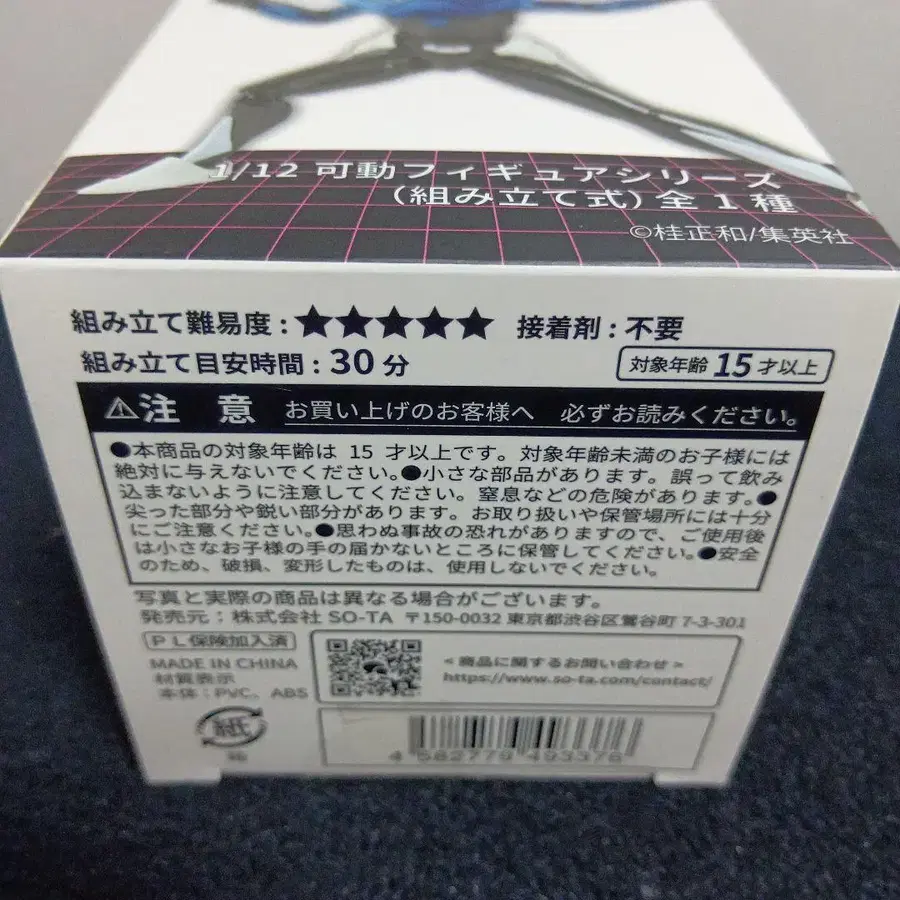 1/12 可動フィギュアシリーズ
(組み立て式) 全1種
©桂正和/集英社
組み立て難易度：★★★★★ 接着剤：不要
組み立て目安時間：30分 対象年齢 15才以上
⚠注 意 お買い上げのお客様へ 必ずお読みください。
●本商品の対象年齢は 15 才以上です。対象年齢未満のお子様には
絶対に与えないでください。●小さな部品があります。誤って飲み
込まないように注意してください。窒息などの危険があります。●
尖った部分や鋭い部分があります。お取り扱いや保管場所には十分
にご注意ください。●思わぬ事故の恐れがありますので、ご使用後
は小さなお子様の手の届かないところに保管してください。●安全
のため、破損、変形したものは、使用しないでください。
写真と実際の商品は異なる場合がございます。
発売元：株式会社 SO-TA 〒150-0032 東京都渋谷区鶯谷町 7-3-301
ＰＬ保険加入済
MADE IN CHINA
材質表示
本体：PVC、ABS
<商品に関するお問い合わせ>
https://www.so-ta.com/contact/
紙
4 582779 493376